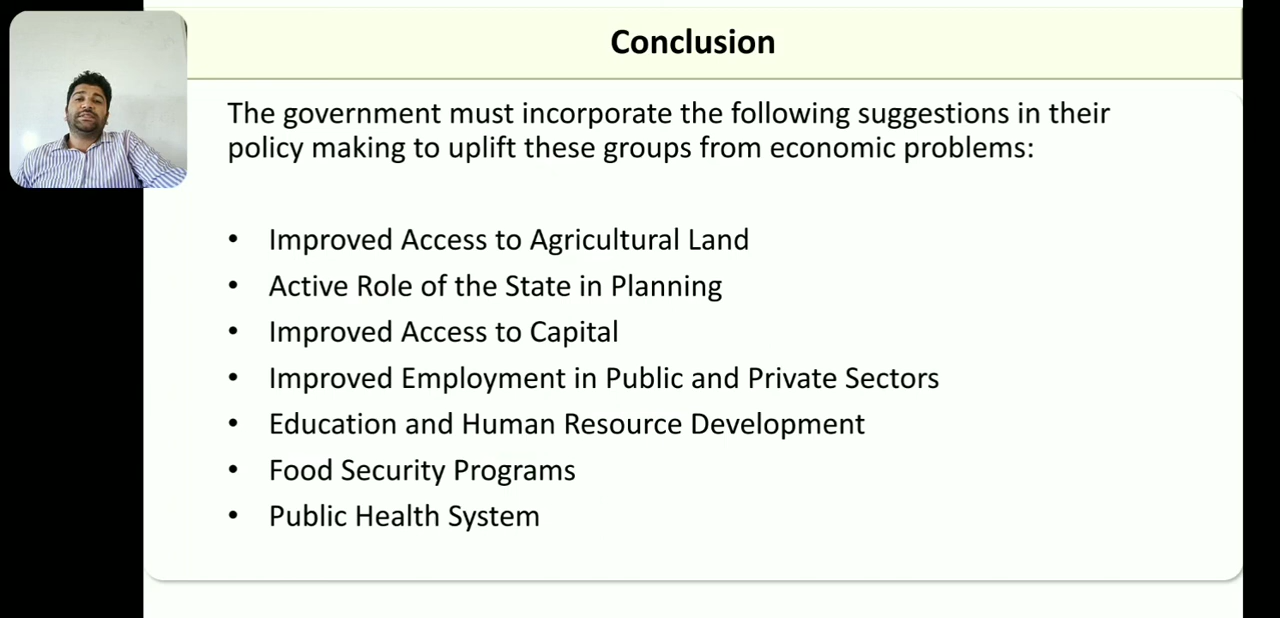 Conclusion
The government must incorporate the following suggestions in their
policy making to uplift these groups from economic problems:
• Improved Access to Agricultural Land
• Active Role of the State in Planning
• Improved Access to Capital
• Improved Employment in Public and Private Sectors
• Education and Human Resource Development
• Food Security Programs
• Public Health System